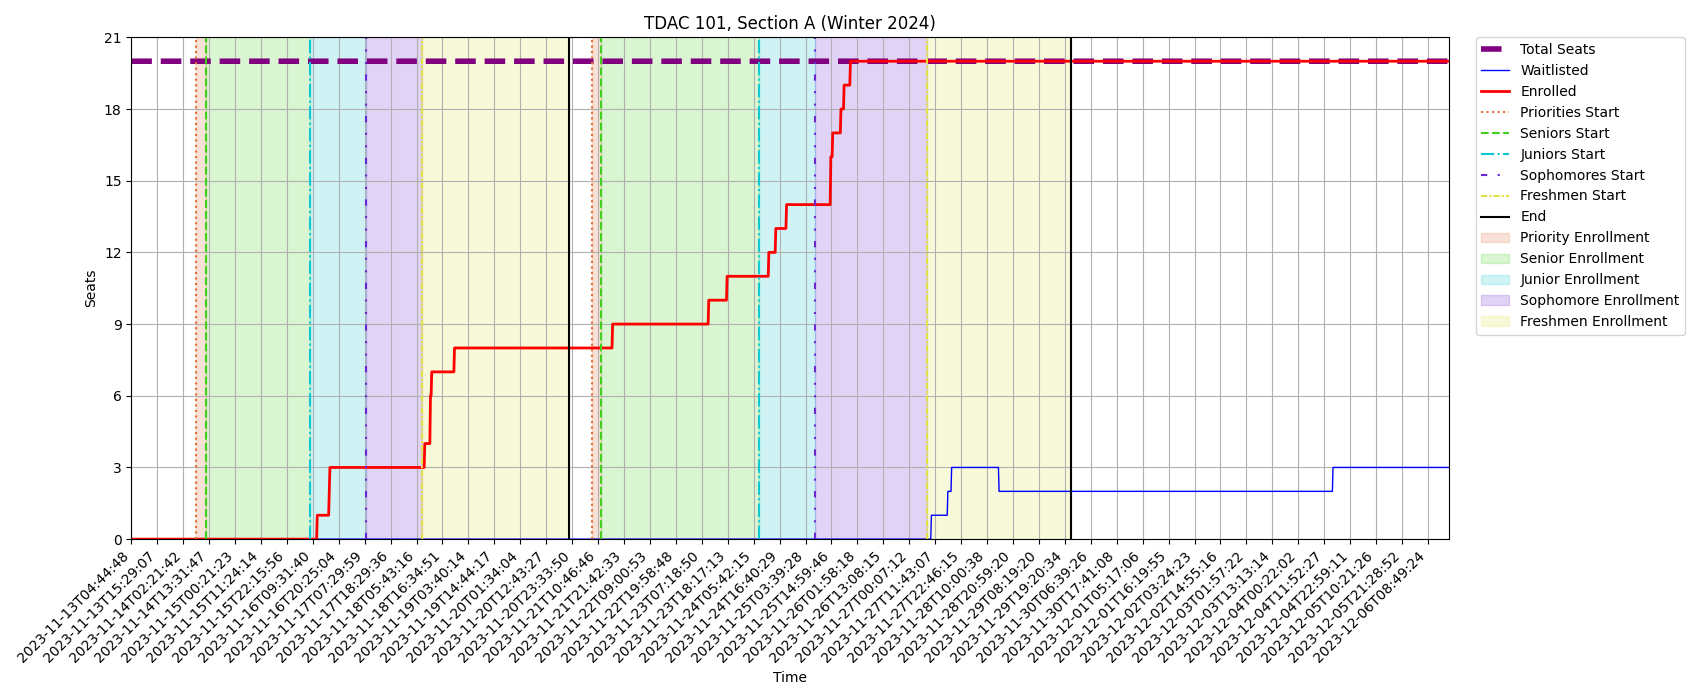 TDAC 101, Section A (Winter 2024)
Seats
21
18
15
12
9
6
3
0
2023-11-13T04:44:48
2023-11-13T15:29:07
2023-11-14T02:21:42
2023-11-14T13:31:47
2023-11-15T00:21:23
2023-11-15T11:24:14
2023-11-15T22:15:56
2023-11-16T09:31:40
2023-11-16T20:25:04
2023-11-17T07:29:59
2023-11-17T18:29:36
2023-11-18T05:43:16
2023-11-18T16:34:51
2023-11-19T03:40:14
2023-11-19T14:44:17
2023-11-20T01:34:04
2023-11-20T12:43:27
2023-11-20T23:33:50
2023-11-21T10:46:46
2023-11-21T21:42:33
2023-11-22T09:00:53
2023-11-22T19:58:48
2023-11-23T07:18:50
2023-11-23T18:17:13
2023-11-24T05:42:15
2023-11-24T16:40:29
2023-11-25T03:39:28
2023-11-25T14:59:46
2023-11-26T01:58:18
2023-11-26T13:08:15
2023-11-27T00:07:12
2023-11-27T11:43:07
2023-11-27T22:46:15
2023-11-28T10:00:38
2023-11-28T20:59:20
2023-11-29T08:19:20
2023-11-29T19:20:34
2023-11-30T06:39:26
2023-11-30T17:41:08
2023-12-01T05:17:06
2023-12-01T16:19:55
2023-12-02T03:24:23
2023-12-02T14:55:16
2023-12-03T01:57:22
2023-12-03T13:13:14
2023-12-04T00:22:02
2023-12-04T11:52:27
2023-12-04T22:59:11
2023-12-05T10:21:26
2023-12-05T21:28:52
2023-12-06T08:49:24
Time
Total Seats
Waitlisted
Enrolled
Priorities Start
Seniors Start
Juniors Start
Sophomores Start
Freshmen Start
End
Priority Enrollment
Senior Enrollment
Junior Enrollment
Sophomore Enrollment
Freshmen Enrollment